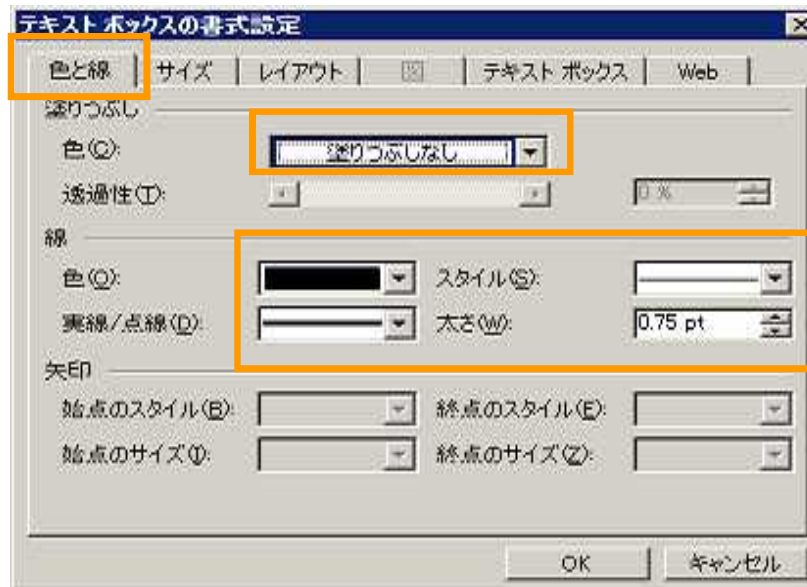 テキスト ボックスの書式設定
色と線 サイズ レイアウト 図 テキスト ボックス Web
塗りつぶし
色(C): 塗りつぶしなし
透過性(T): 0 %
線
色(O): スタイル(S):
実線/点線(D): 太さ(W): 0.75 pt
矢印
始点のスタイル(B): 終点のスタイル(E):
始点のサイズ(I): 終点のサイズ(Z):
OK キャンセル